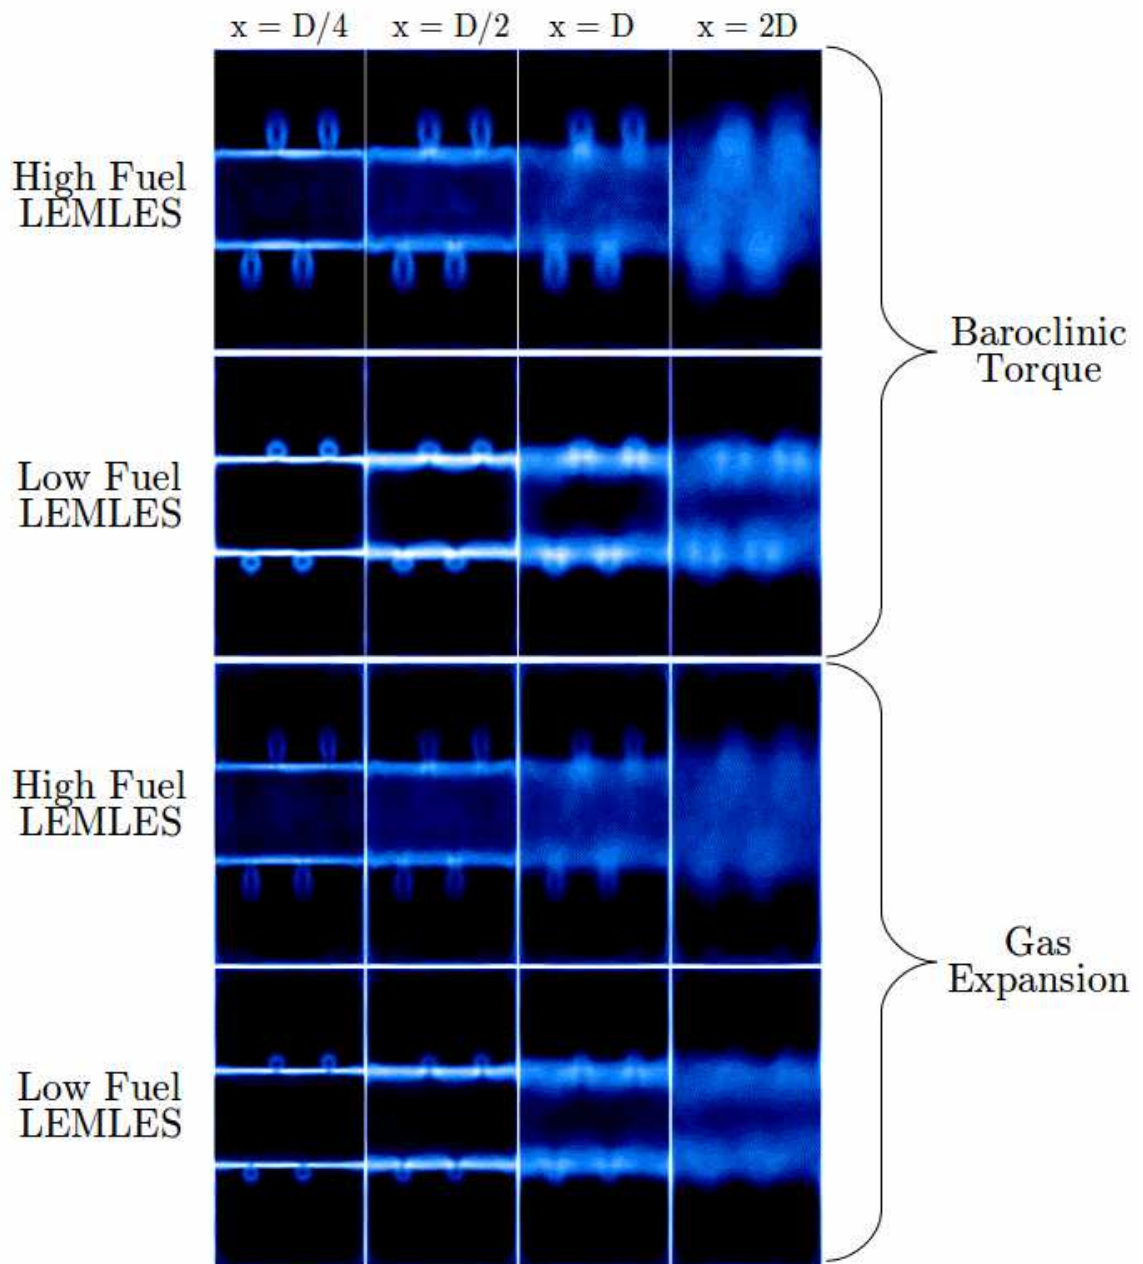 x = D/4 x = D/2 x = D x = 2D
High Fuel
LEMLES
Baroclinic
Torque
Low Fuel
LEMLES
High Fuel
LEMLES
Gas
Expansion
Low Fuel
LEMLES